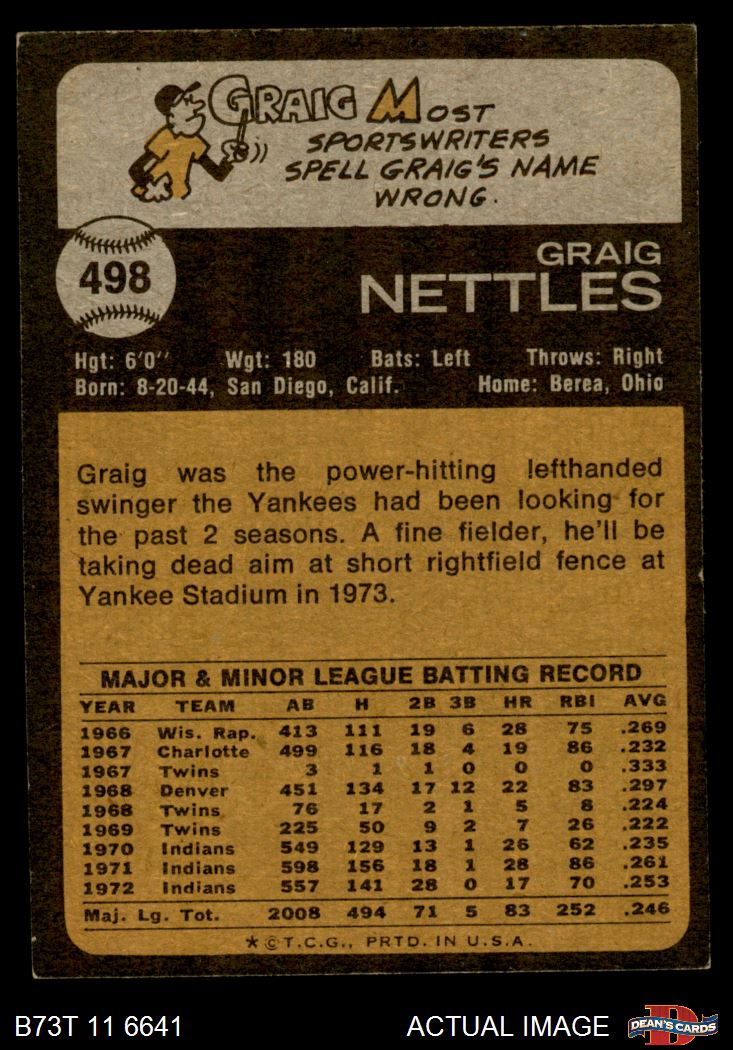 GRAIG MOST
SPORTSWRITERS
SPELL GRAIG'S NAME
WRONG.
498
GRAIG
NETTLES
Hgt: 6'0" Wgt: 180 Bats: Left Throws: Right
Born: 8-20-44, San Diego, Calif. Home: Berea, Ohio
Graig was the power-hitting lefthanded
swinger the Yankees had been looking for
the past 2 seasons. A fine fielder, he'll be
taking dead aim at short rightfield fence at
Yankee Stadium in 1973.
MAJOR & MINOR LEAGUE BATTING RECORD
YEAR TEAM AB H 2B 3B HR RBI AVG
1966 Wis. Rap. 413 111 19 6 28 75 .269
1967 Charlotte 499 116 18 4 19 86 .232
1967 Twins 3 1 1 0 0 0 .333
1968 Denver 451 134 17 12 22 83 .297
1968 Twins 76 17 2 1 5 8 .224
1969 Twins 225 50 9 2 7 26 .222
1970 Indians 549 129 13 1 26 62 .235
1971 Indians 598 156 18 1 28 86 .261
1972 Indians 557 141 28 0 17 70 .253
Maj. Lg. Tot. 2008 494 71 5 83 252 .246
★ © T.C.G., PRTD. IN U.S.A.
B73T 11 6641 ACTUAL IMAGE D DEAN'S CARDS